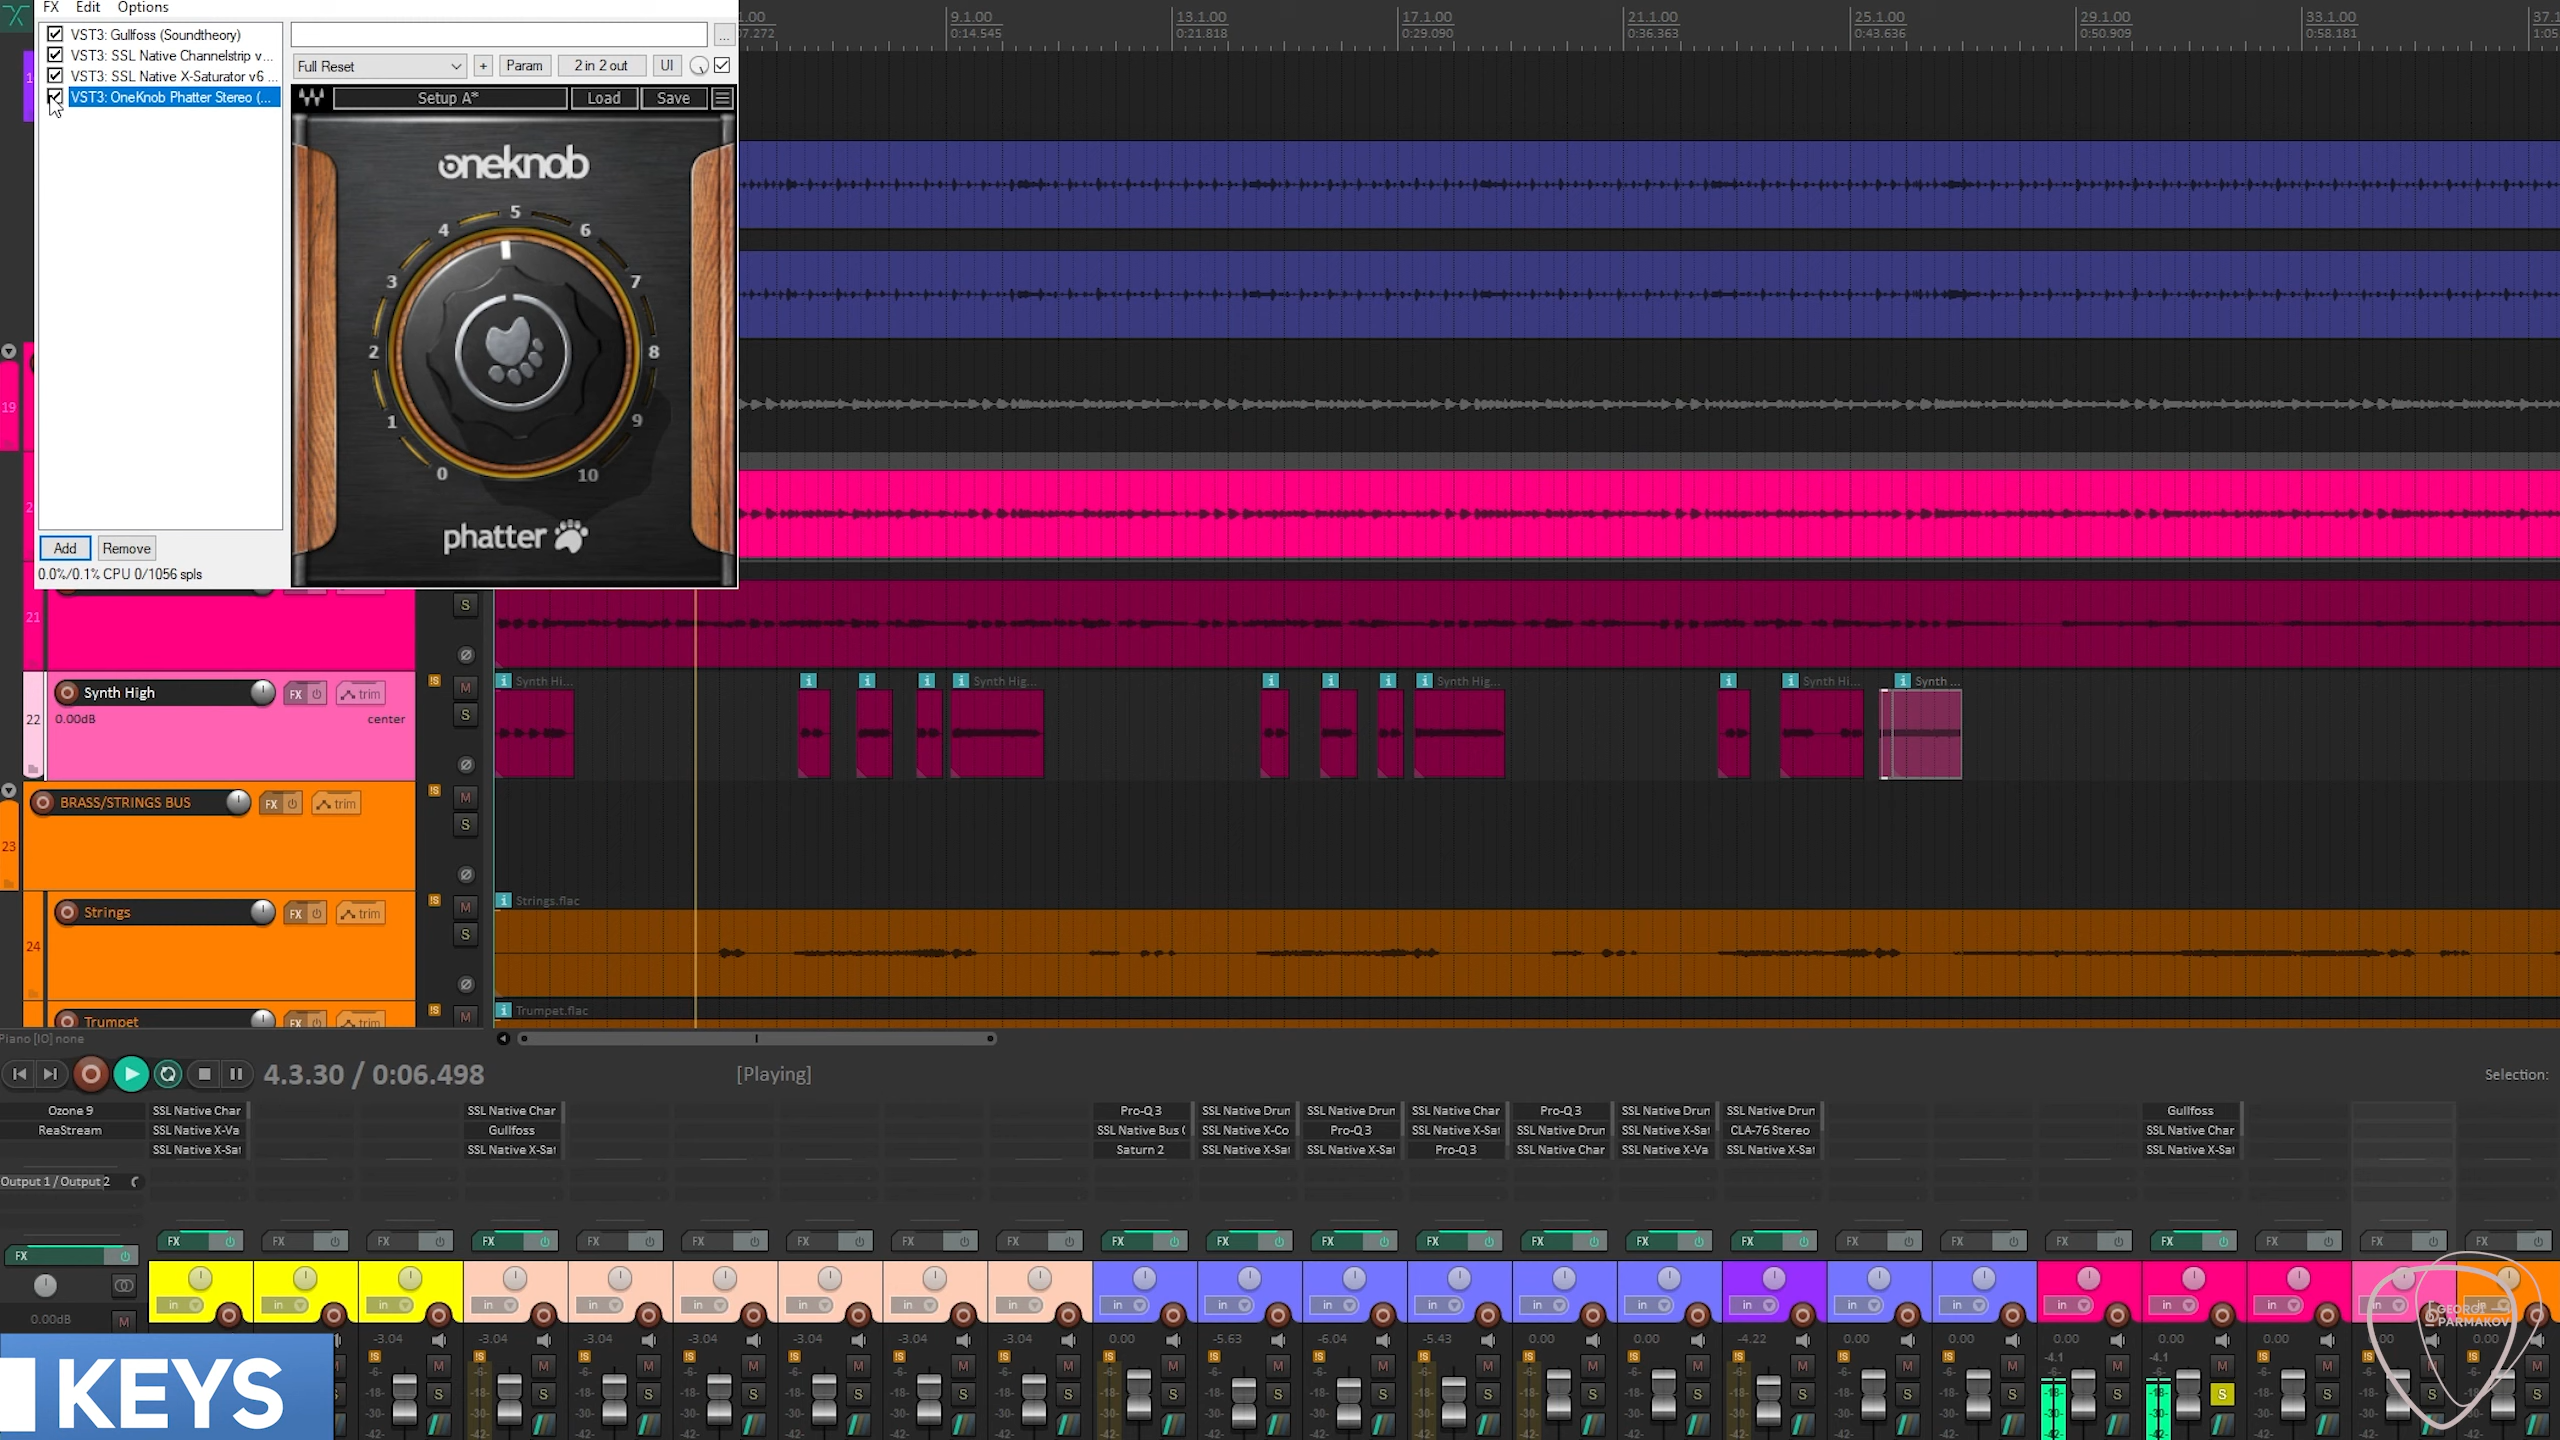 FX Edit Options
VST3: Gullfoss (Soundtheory)
VST3: SSL Native Channelstrip v...
VST3: SSL Native X-Saturator v6 ...
VST3: OneKnob Phatter Stereo (...
Full Reset + Param 2 in 2 out UI
Setup A* Load Save
oneknob
0 1 2 3 4 5 6 7 8 9 10
phatter
Add Remove
0.0%/0.1% CPU 0/1056 spls
9.1.00 13.1.00 17.1.00 21.1.00 25.1.00 29.1.00 33.1.00
0:14.545 0:21.818 0:29.090 0:36.363 0:43.636 0:50.909 0:58.181
19
21 S
22 Synth High FX trim M S
0.00dB center
Synth Hi... Synth Hig... Synth Hig... Synth Hi... Synth ...
23 BRASS/STRINGS BUS FX trim M S
24 Strings FX trim M S
Strings.flac
Trumpet FX trim M
Trumpet.flac
Piano [IO] none
4.3.30 / 0:06.498 [Playing] Selection:
Ozone 9 SSL Native Char SSL Native Char Pro-Q 3 SSL Native Drun SSL Native Drun SSL Native Char Pro-Q 3 SSL Native Drun SSL Native Drun Gullfoss
ReaStream SSL Native X-Va Gullfoss SSL Native Bus ( SSL Native X-Co Pro-Q 3 SSL Native X-Sat SSL Native Drun SSL Native X-Sat CLA-76 Stereo SSL Native Char
SSL Native X-Sat SSL Native X-Sat Saturn 2 SSL Native X-Sat SSL Native X-Sat Pro-Q 3 SSL Native Char SSL Native X-Va SSL Native X-Sat SSL Native X-Sat
Output 1 / Output 2
FX FX FX FX FX FX FX FX FX FX FX FX FX FX FX FX FX FX FX FX FX FX FX FX
in in in in in in in in in in in in in in in in in in in in in
0.00dB M
-3.04 -3.04 -3.04 -3.04 -3.04 -3.04 -3.04 0.00 -5.63 -6.04 -5.43 0.00 0.00 -4.22 0.00 0.00 0.00 0.00 0.00 0.00
-4.1 -4.1
GEORGI
PARMAKOV
KEYS